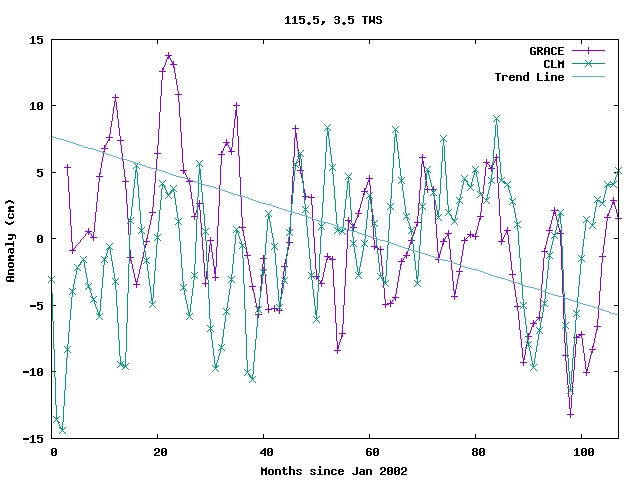 115.5, 3.5 TWS
GRACE
CLM
Trend Line
15
10
5
0
-5
-10
-15
Anomaly (cm)
0 20 40 60 80 100
Months since Jan 2002